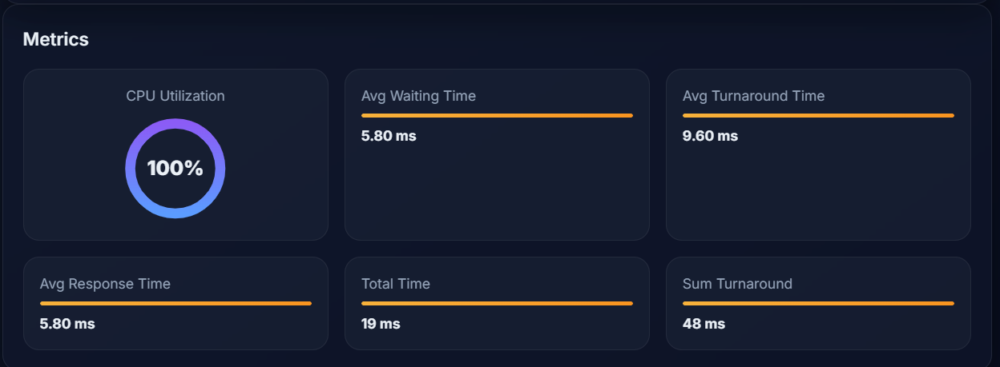 Metrics
CPU Utilization
100%
Avg Waiting Time
5.80 ms
Avg Turnaround Time
9.60 ms
Avg Response Time
5.80 ms
Total Time
19 ms
Sum Turnaround
48 ms